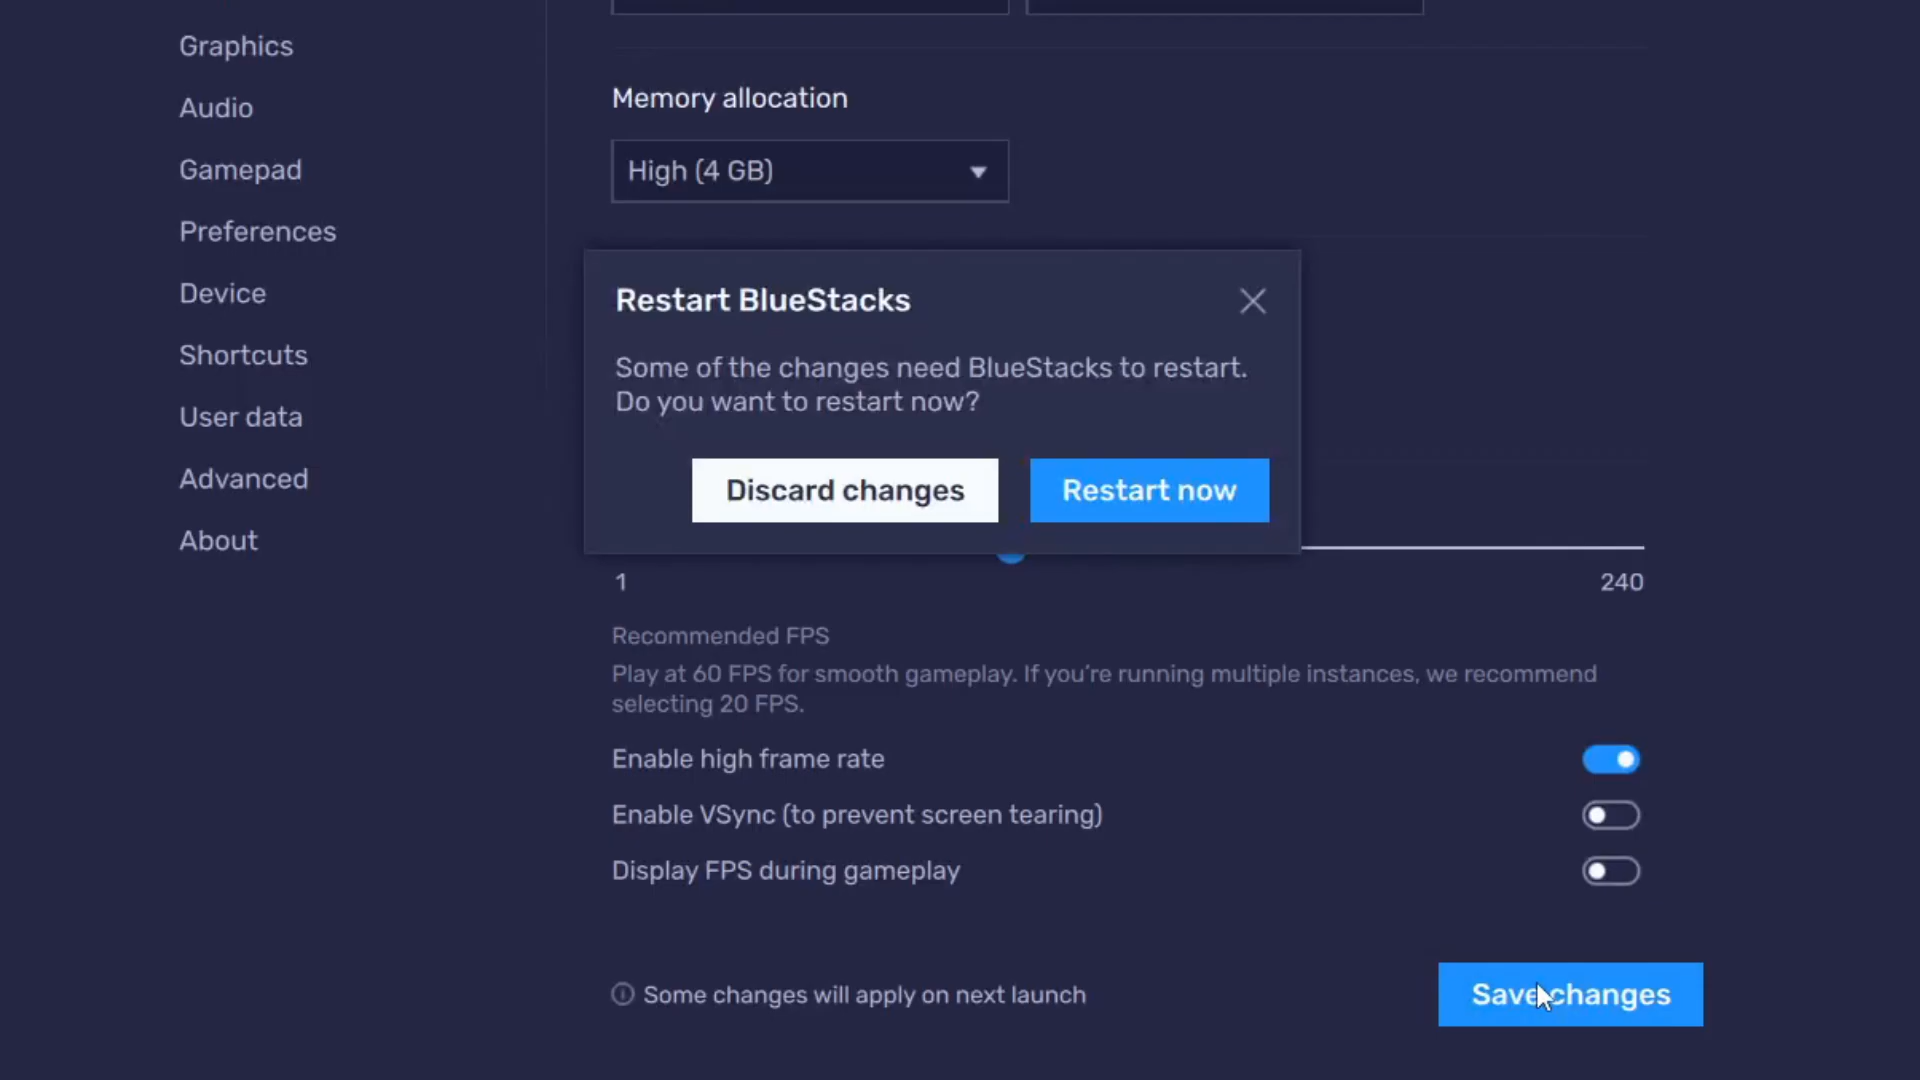 Graphics
Audio
Gamepad
Preferences
Device
Shortcuts
User data
Advanced
About
Memory allocation
High (4 GB)
Restart BlueStacks
Some of the changes need BlueStacks to restart.
Do you want to restart now?
Discard changes
Restart now
1
240
Recommended FPS
Play at 60 FPS for smooth gameplay. If you're running multiple instances, we recommend
selecting 20 FPS.
Enable high frame rate
Enable VSync (to prevent screen tearing)
Display FPS during gameplay
Some changes will apply on next launch
Save changes